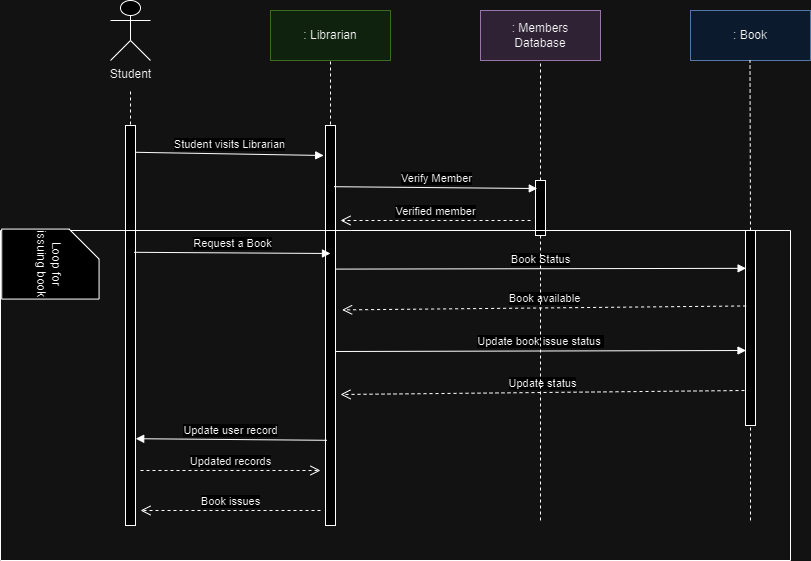 : Librarian
: Members
Database
: Book
Student
Student visits Librarian
Verify Member
Verified member
Loop for
issuing book
Request a Book
Book Status
Book available
Update book issue status
Update status
Update user record
Updated records
Book issues